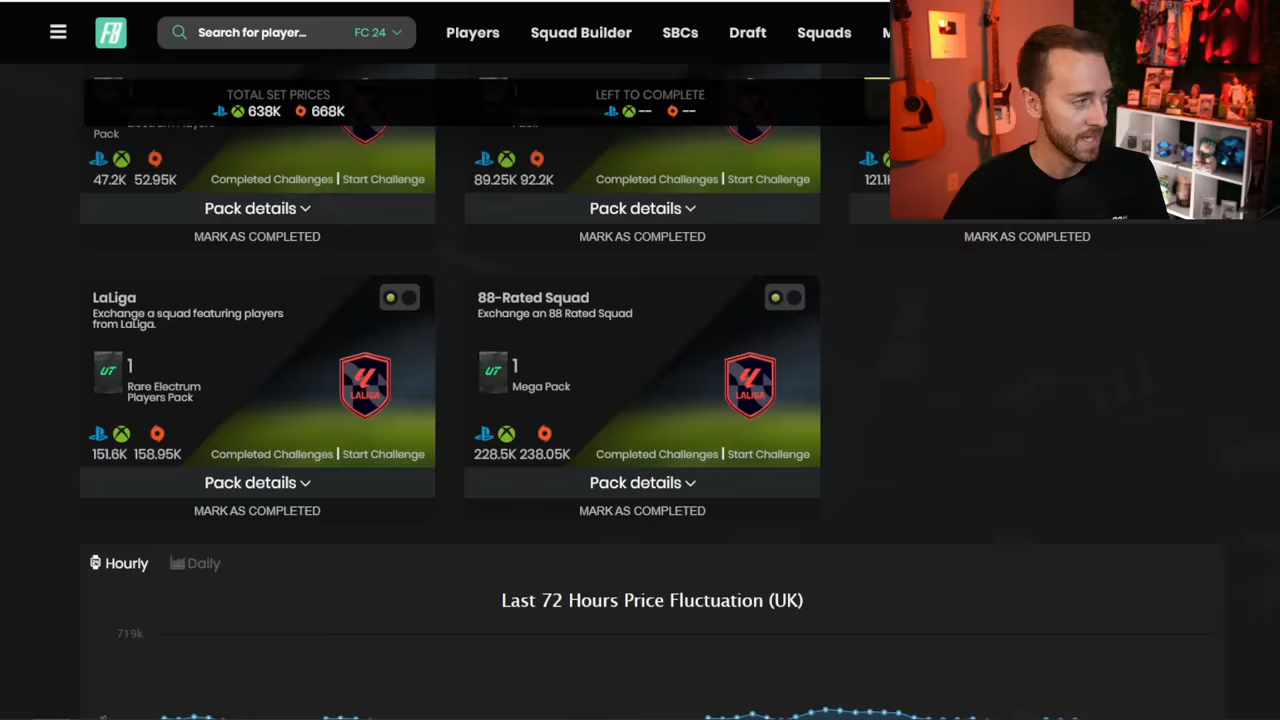 FB
Search for player...
FC 24
Players
Squad Builder
SBCs
Draft
Squads
TOTAL SET PRICES
638K
668K
LEFT TO COMPLETE
--
--
Pack
47.2K
52.95K
Completed Challenges
Start Challenge
Pack details
MARK AS COMPLETED
89.25K
92.2K
Completed Challenges
Start Challenge
Pack details
MARK AS COMPLETED
MARK AS COMPLETED
LaLiga
Exchange a squad featuring players
from LaLiga.
UT
1
Rare Electrum
Players Pack
LALIGA
151.6K
158.95K
Completed Challenges
Start Challenge
Pack details
MARK AS COMPLETED
88-Rated Squad
Exchange an 88 Rated Squad
UT
1
Mega Pack
LALIGA
228.5K
238.05K
Completed Challenges
Start Challenge
Pack details
MARK AS COMPLETED
Hourly
Daily
Last 72 Hours Price Fluctuation (UK)
719k